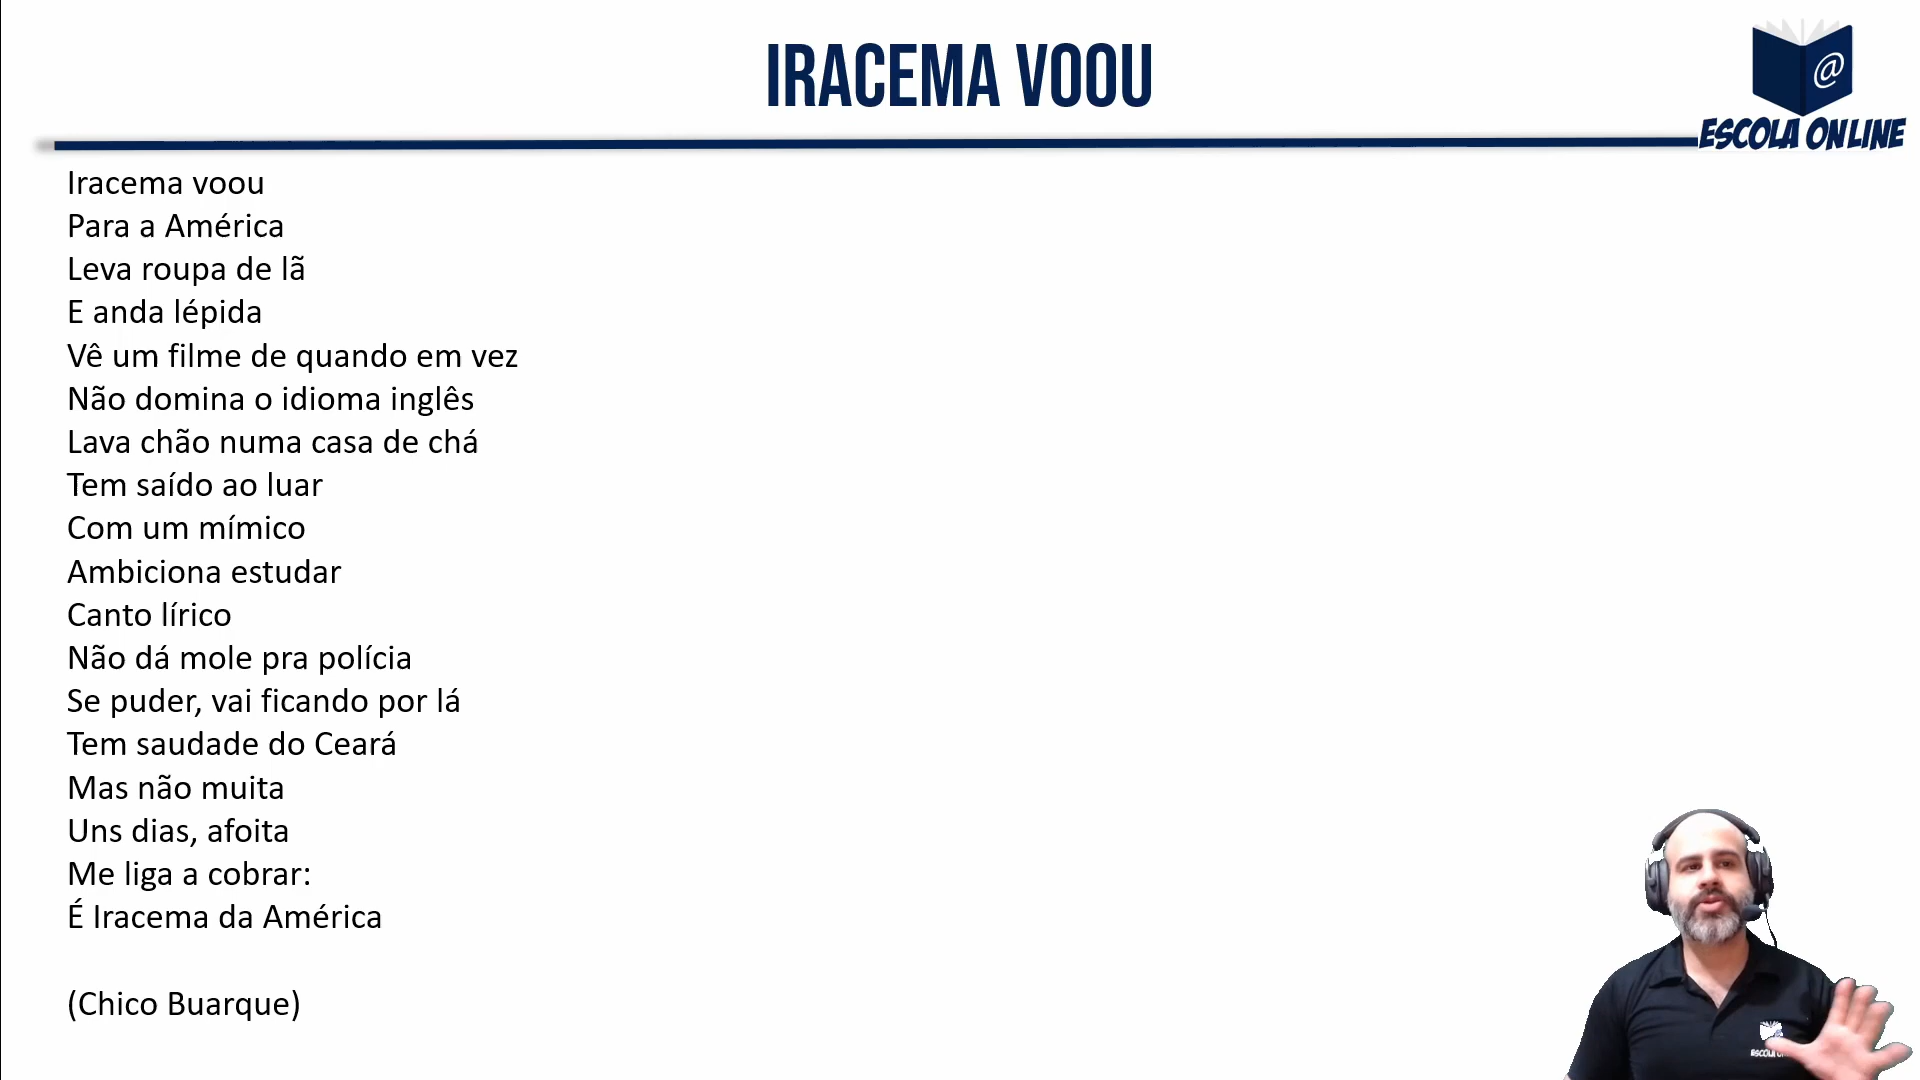 IRACEMA VOOU
@
ESCOLA ONLINE
Iracema voou
Para a América
Leva roupa de lã
E anda lépida
Vê um filme de quando em vez
Não domina o idioma inglês
Lava chão numa casa de chá
Tem saído ao luar
Com um mímico
Ambiciona estudar
Canto lírico
Não dá mole pra polícia
Se puder, vai ficando por lá
Tem saudade do Ceará
Mas não muita
Uns dias, afoita
Me liga a cobrar:
É Iracema da América
(Chico Buarque)